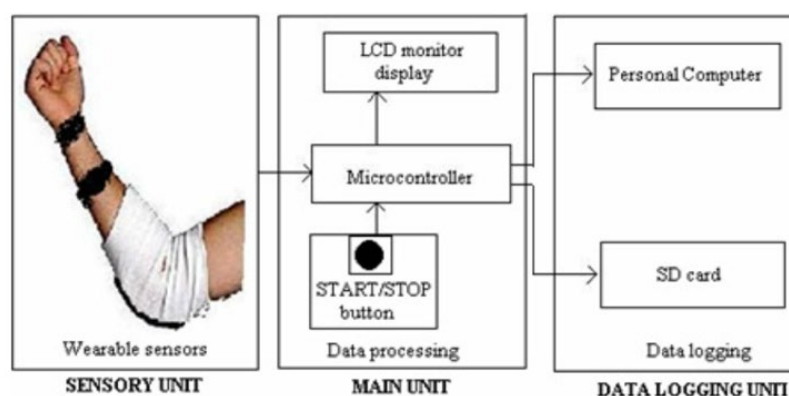 LCD monitor
display
Personal Computer
Microcontroller
START/STOP
button
SD card
Wearable sensors
Data processing
Data logging
SENSORY UNIT
MAIN UNIT
DATA LOGGING UNIT